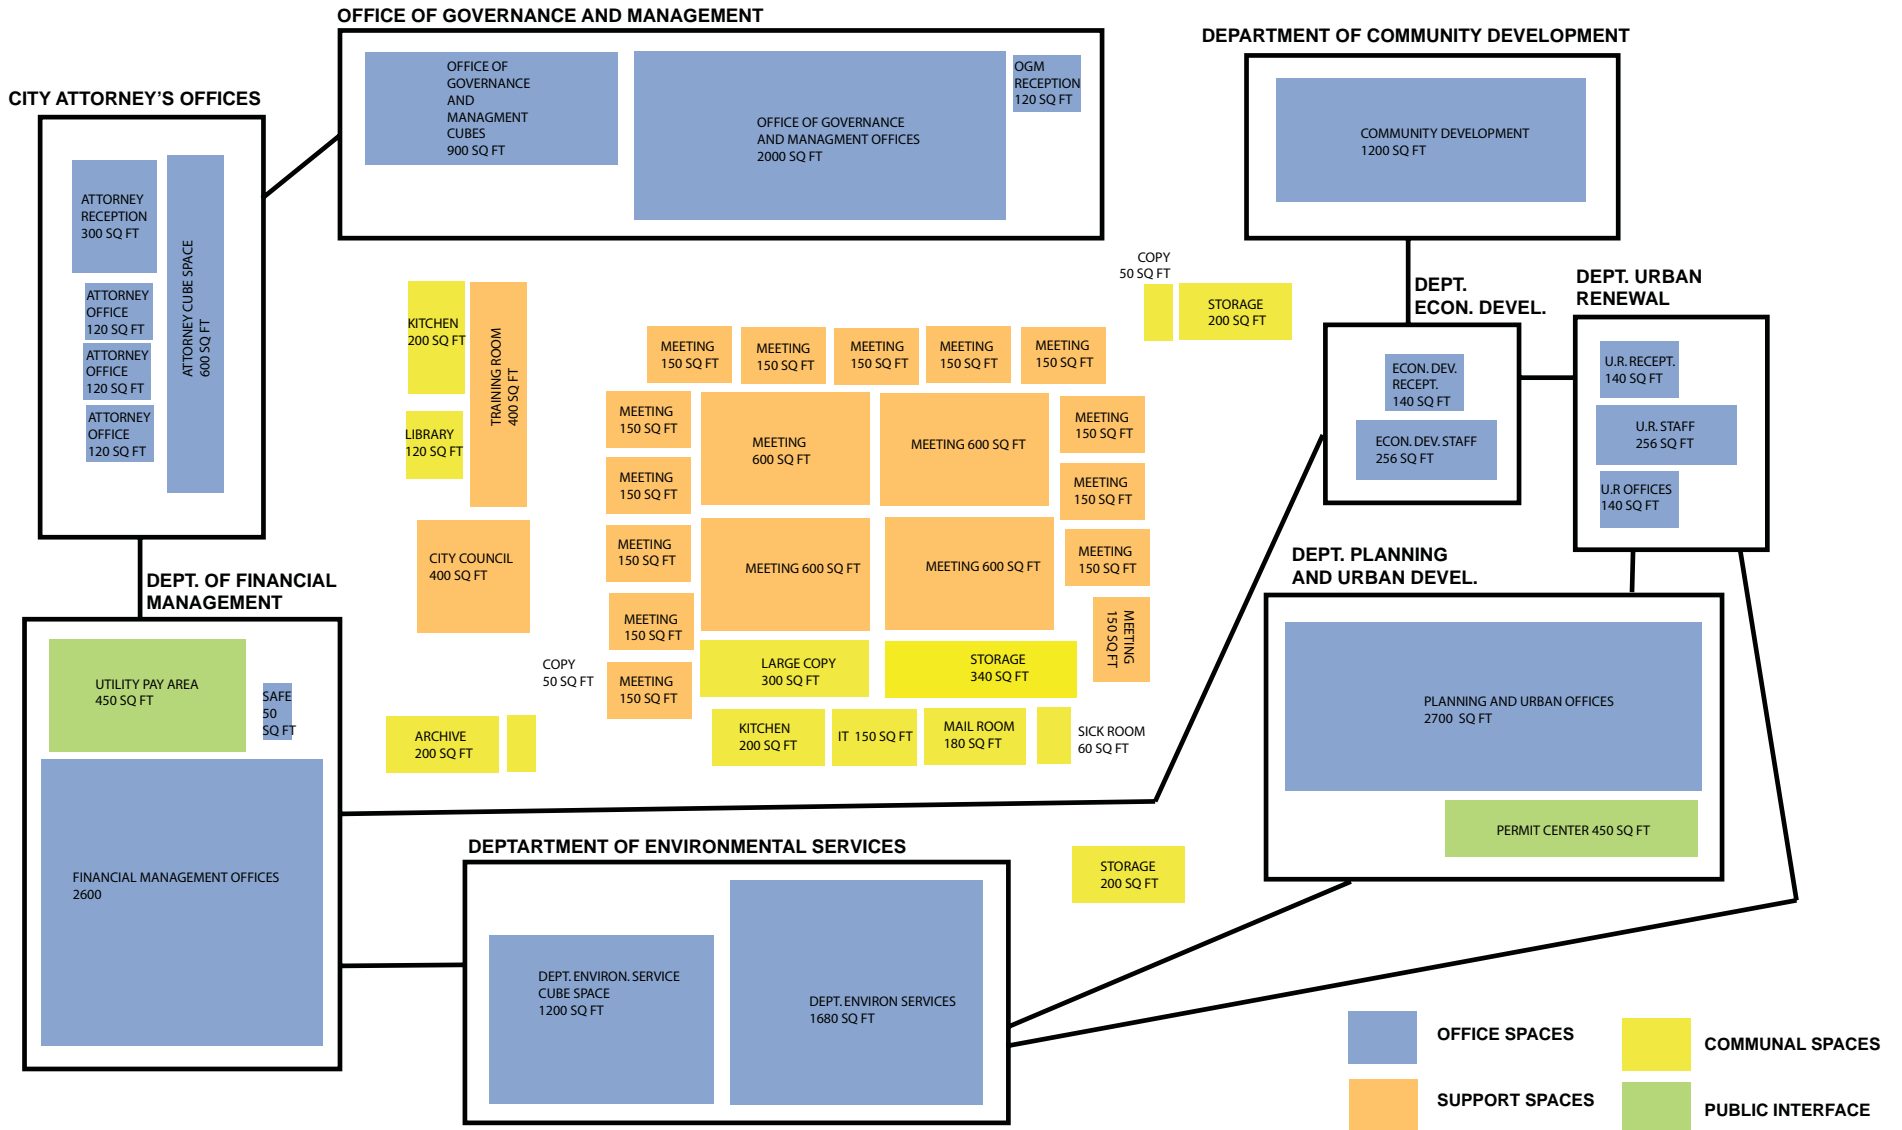 OFFICE OF GOVERNANCE AND MANAGEMENT
OFFICE OF
GOVERNANCE
AND
MANAGMENT
CUBES
900 SQ FT
OFFICE OF GOVERNANCE
AND MANAGMENT OFFICES
2000 SQ FT
OGM
RECEPTION
120 SQ FT
DEPARTMENT OF COMMUNITY DEVELOPMENT
COMMUNITY DEVELOPMENT
1200 SQ FT
CITY ATTORNEY'S OFFICES
ATTORNEY
RECEPTION
300 SQ FT
ATTORNEY
OFFICE
120 SQ FT
ATTORNEY
OFFICE
120 SQ FT
ATTORNEY
OFFICE
120 SQ FT
ATTORNEY CUBE SPACE
600 SQ FT
KITCHEN
200 SQ FT
LIBRARY
120 SQ FT
TRAINING ROOM
400 SQ FT
CITY COUNCIL
400 SQ FT
COPY
50 SQ FT
STORAGE
200 SQ FT
MEETING
150 SQ FT
MEETING
150 SQ FT
MEETING
150 SQ FT
MEETING
150 SQ FT
MEETING
150 SQ FT
MEETING
150 SQ FT
MEETING
150 SQ FT
MEETING
150 SQ FT
MEETING
150 SQ FT
MEETING
150 SQ FT
MEETING
600 SQ FT
MEETING 600 SQ FT
MEETING 600 SQ FT
MEETING 600 SQ FT
MEETING
150 SQ FT
MEETING
150 SQ FT
MEETING
150 SQ FT
MEETING
150 SQ FT
LARGE COPY
300 SQ FT
STORAGE
340 SQ FT
COPY
50 SQ FT
ARCHIVE
200 SQ FT
KITCHEN
200 SQ FT
IT 150 SQ FT
MAIL ROOM
180 SQ FT
SICK ROOM
60 SQ FT
DEPT.
ECON. DEVEL.
ECON. DEV.
RECEPT.
140 SQ FT
ECON. DEV. STAFF
256 SQ FT
DEPT. URBAN
RENEWAL
U.R. RECEPT.
140 SQ FT
U.R. STAFF
256 SQ FT
U.R OFFICES
140 SQ FT
DEPT. PLANNING
AND URBAN DEVEL.
PLANNING AND URBAN OFFICES
2700 SQ FT
PERMIT CENTER 450 SQ FT
DEPT. OF FINANCIAL
MANAGEMENT
UTILITY PAY AREA
450 SQ FT
SAFE
50
SQ FT
FINANCIAL MANAGEMENT OFFICES
2600
DEPTARTMENT OF ENVIRONMENTAL SERVICES
DEPT. ENVIRON. SERVICE
CUBE SPACE
1200 SQ FT
DEPT. ENVIRON SERVICES
1680 SQ FT
STORAGE
200 SQ FT
OFFICE SPACES
COMMUNAL SPACES
SUPPORT SPACES
PUBLIC INTERFACE